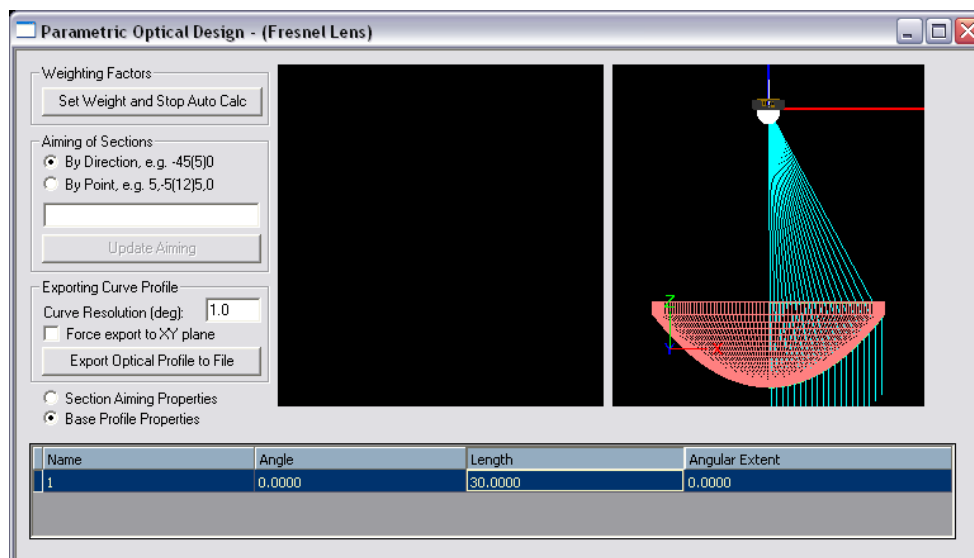 Parametric Optical Design - (Fresnel Lens)
Weighting Factors
Set Weight and Stop Auto Calc
Aiming of Sections
By Direction, e.g. -45(5)0
By Point, e.g. 5,-5(12)5,0
Update Aiming
Exporting Curve Profile
Curve Resolution (deg): 1.0
Force export to XY plane
Export Optical Profile to File
Section Aiming Properties
Base Profile Properties
Name Angle Length Angular Extent
1 0.0000 30.0000 0.0000